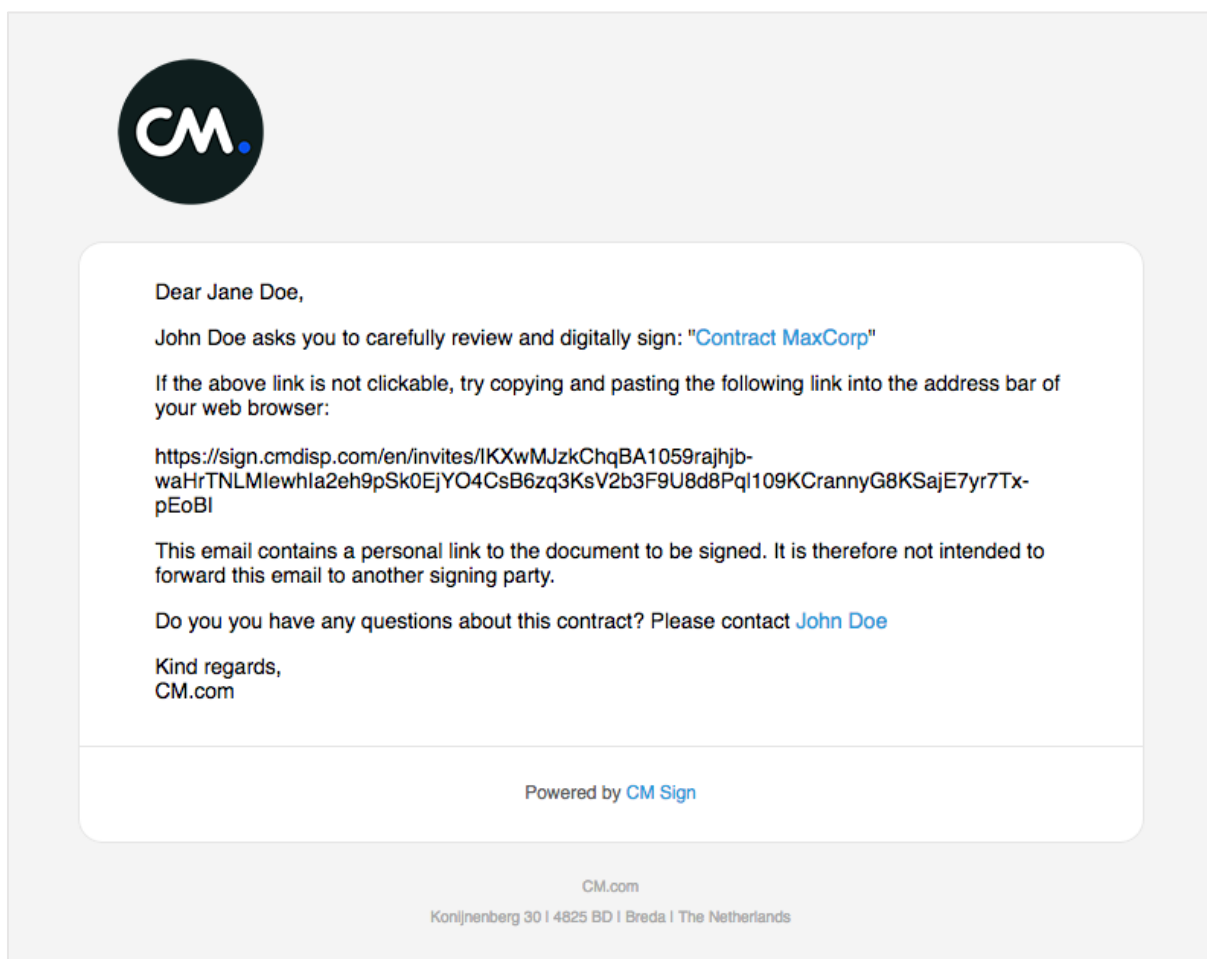 CM.
Dear Jane Doe,
John Doe asks you to carefully review and digitally sign: "Contract MaxCorp"
If the above link is not clickable, try copying and pasting the following link into the address bar of
your web browser:
https://sign.cmdisp.com/en/invites/IKXwMJzkChqBA1059rajhjb-
waHrTNLMIewhIa2eh9pSk0EjYO4CsB6zq3KsV2b3F9U8d8PqI109KCrannyG8KSajE7yr7Tx-
pEoBI
This email contains a personal link to the document to be signed. It is therefore not intended to
forward this email to another signing party.
Do you you have any questions about this contract? Please contact John Doe
Kind regards,
CM.com
Powered by CM Sign
CM.com
Konijnenberg 30 I 4825 BD I Breda I The Netherlands